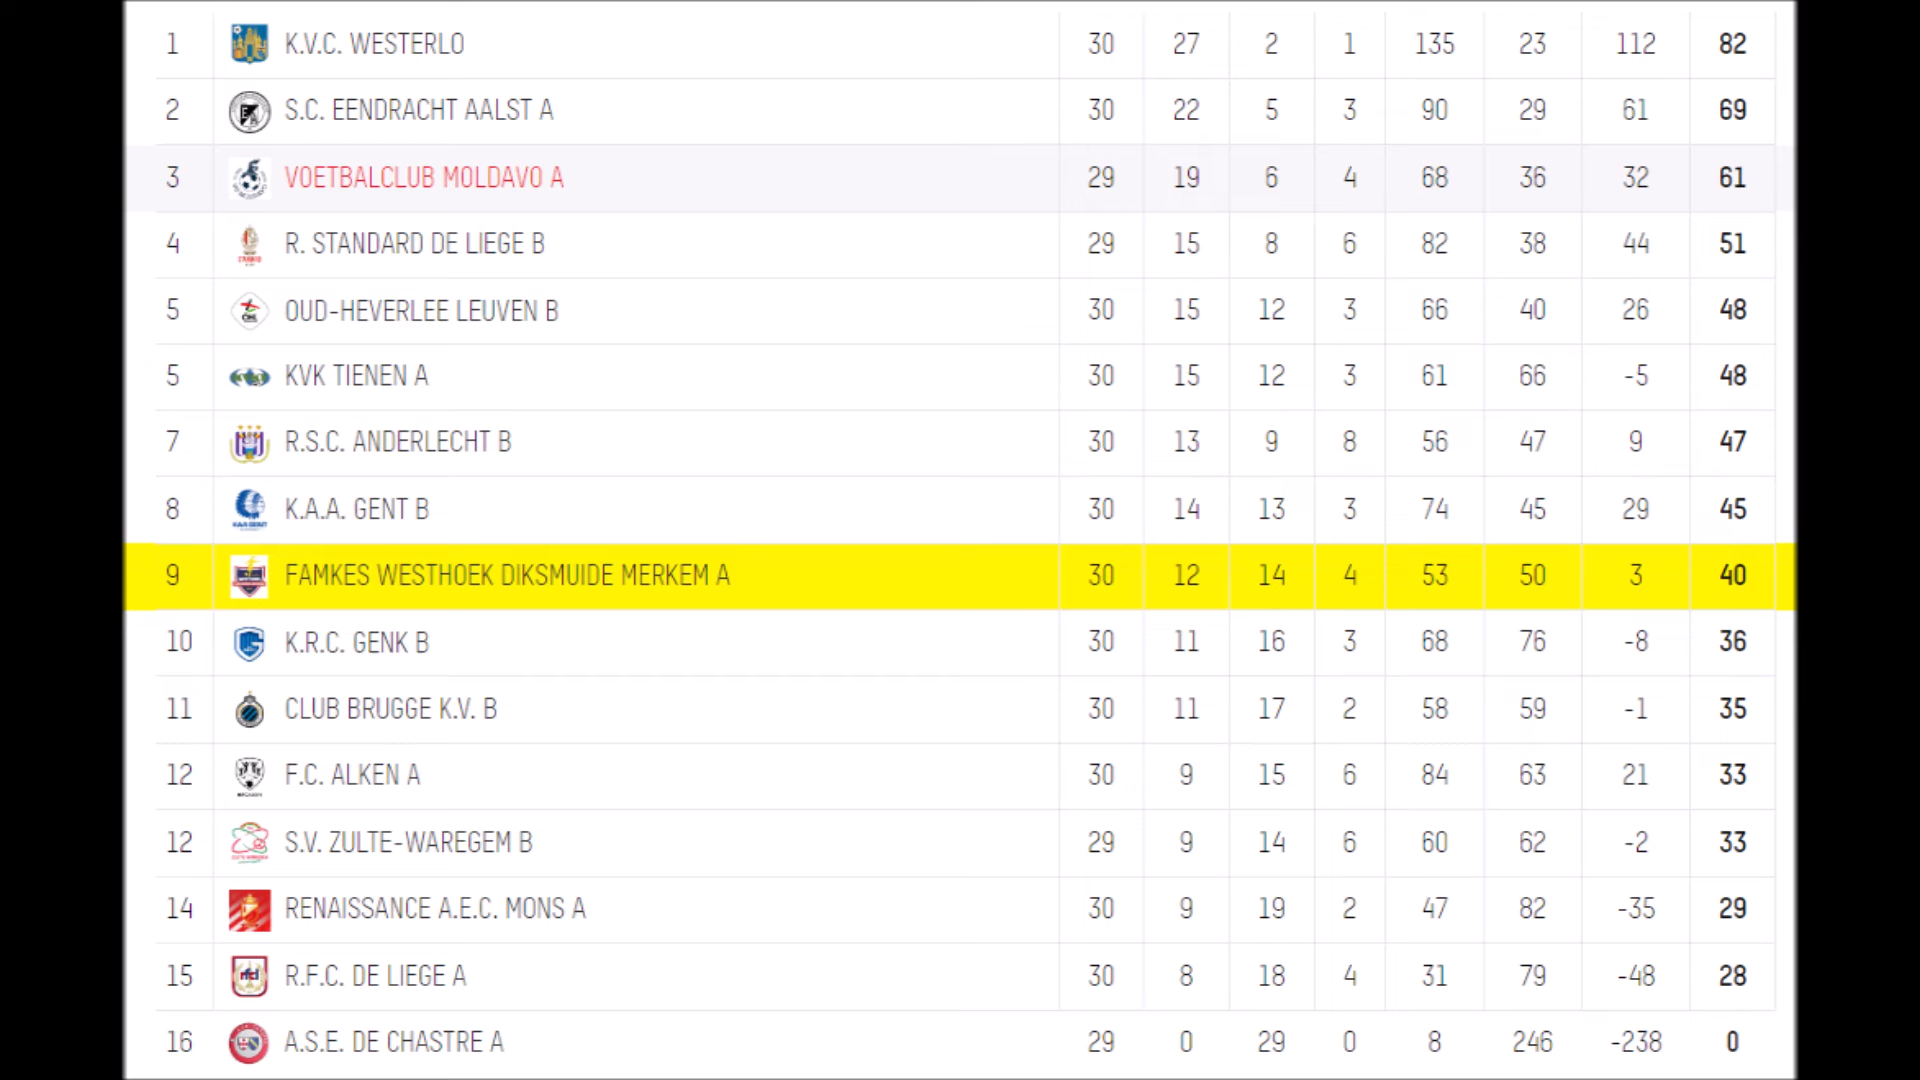 1 K.V.C. WESTERLO 30 27 2 1 135 23 112 82
2 S.C. EENDRACHT AALST A 30 22 5 3 90 29 61 69
3 VOETBALCLUB MOLDAVO A 29 19 6 4 68 36 32 61
4 R. STANDARD DE LIEGE B 29 15 8 6 82 38 44 51
5 OUD-HEVERLEE LEUVEN B 30 15 12 3 66 40 26 48
5 KVK TIENEN A 30 15 12 3 61 66 -5 48
7 R.S.C. ANDERLECHT B 30 13 9 8 56 47 9 47
8 K.A.A. GENT B 30 14 13 3 74 45 29 45
9 FAMKES WESTHOEK DIKSMUIDE MERKEM A 30 12 14 4 53 50 3 40
10 K.R.C. GENK B 30 11 16 3 68 76 -8 36
11 CLUB BRUGGE K.V. B 30 11 17 2 58 59 -1 35
12 F.C. ALKEN A 30 9 15 6 84 63 21 33
12 S.V. ZULTE-WAREGEM B 29 9 14 6 60 62 -2 33
14 RENAISSANCE A.E.C. MONS A 30 9 19 2 47 82 -35 29
15 R.F.C. DE LIEGE A 30 8 18 4 31 79 -48 28
16 A.S.E. DE CHASTRE A 29 0 29 0 8 246 -238 0